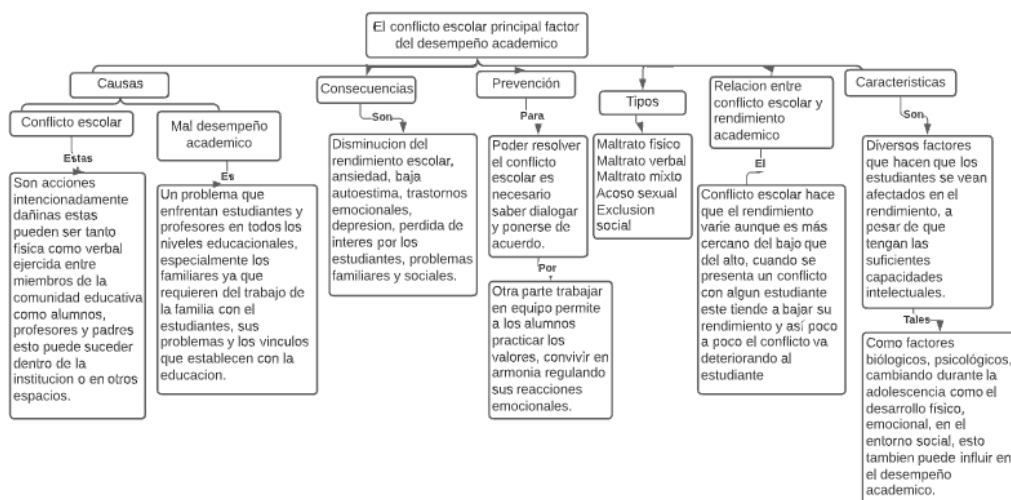 El conflicto escolar principal factor
del desempeño academico
Causas
Conflicto escolar
Estas
Son acciones
intencionadamente
dañinas estas
pueden ser tanto
fisica como verbal
ejercida entre
miembros de la
comunidad educativa
como alumnos,
profesores y padres
esto puede suceder
dentro de la
institucion o en otros
espacios.
Mal desempeño
academico
Es
Un problema que
enfrentan estudiantes y
profesores en todos los
niveles educacionales,
especialmente los
familiares ya que
requieren del trabajo de
la familia con el
estudiantes, sus
problemas y los vinculos
que establecen con la
educacion.
Consecuencias
Son
Disminucion del
rendimiento escolar,
ansiedad, baja
autoestima, trastornos
emocionales,
depresion, perdida de
interes por los
estudiantes, problemas
familiares y sociales.
Prevención
Para
Poder resolver
el conflicto
escolar es
necesario
saber dialogar
y ponerse de
acuerdo.
Por
Otra parte trabajar
en equipo permite
a los alumnos
practicar los
valores, convivir en
armonia regulando
sus reacciones
emocionales.
Tipos
Maltrato fisico
Maltrato verbal
Maltrato mixto
Acoso sexual
Exclusion
social
Relacion entre
conflicto escolar y
rendimiento
academico
El
Conflicto escolar hace
que el rendimiento
varie aunque es más
cercano del bajo que
del alto, cuando se
presenta un conflicto
con algun estudiante
este tiende a bajar su
rendimiento y así poco
a poco el conflicto va
deteriorando al
estudiante
Caracteristicas
Son
Diversos factores
que hacen que los
estudiantes se vean
afectados en el
rendimiento, a
pesar de que
tengan las
suficientes
capacidades
intelectuales.
Tales
Como factores
biólogicos, psicológicos,
cambiando durante la
adolescencia como el
desarrollo físico,
emocional, en el
entorno social, esto
tambien puede influir en
el desempeño
academico.